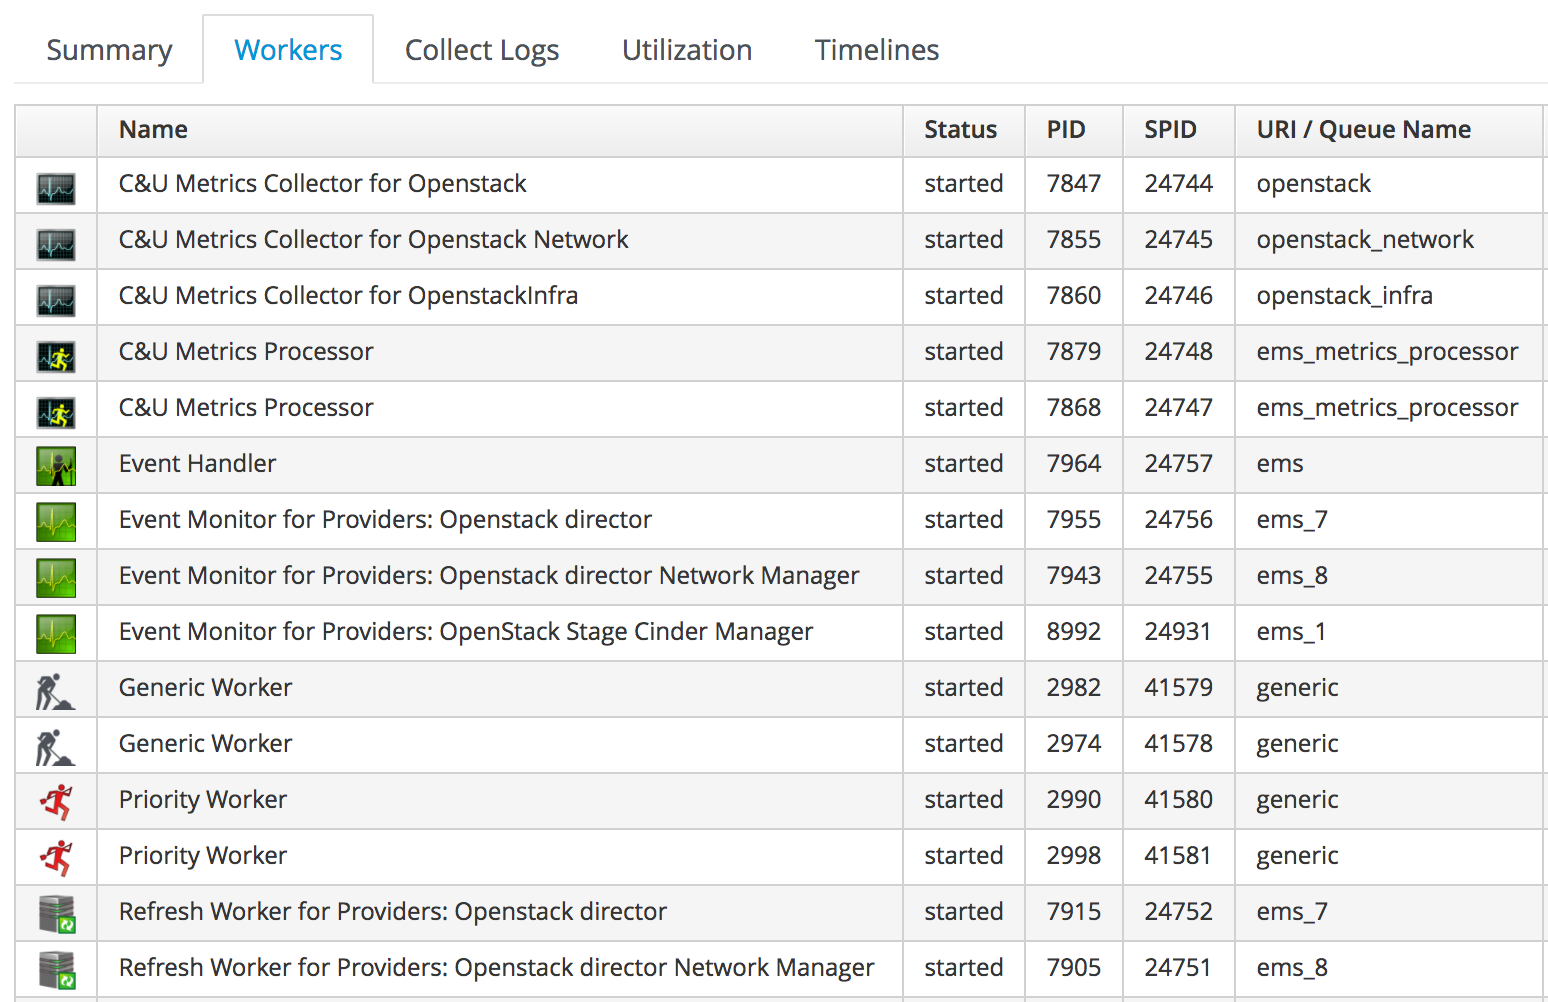 Summary Workers Collect Logs Utilization Timelines
Name Status PID SPID URI / Queue Name
C&U Metrics Collector for Openstack started 7847 24744 openstack
C&U Metrics Collector for Openstack Network started 7855 24745 openstack_network
C&U Metrics Collector for OpenstackInfra started 7860 24746 openstack_infra
C&U Metrics Processor started 7879 24748 ems_metrics_processor
C&U Metrics Processor started 7868 24747 ems_metrics_processor
Event Handler started 7964 24757 ems
Event Monitor for Providers: Openstack director started 7955 24756 ems_7
Event Monitor for Providers: Openstack director Network Manager started 7943 24755 ems_8
Event Monitor for Providers: OpenStack Stage Cinder Manager started 8992 24931 ems_1
Generic Worker started 2982 41579 generic
Generic Worker started 2974 41578 generic
Priority Worker started 2990 41580 generic
Priority Worker started 2998 41581 generic
Refresh Worker for Providers: Openstack director started 7915 24752 ems_7
Refresh Worker for Providers: Openstack director Network Manager started 7905 24751 ems_8